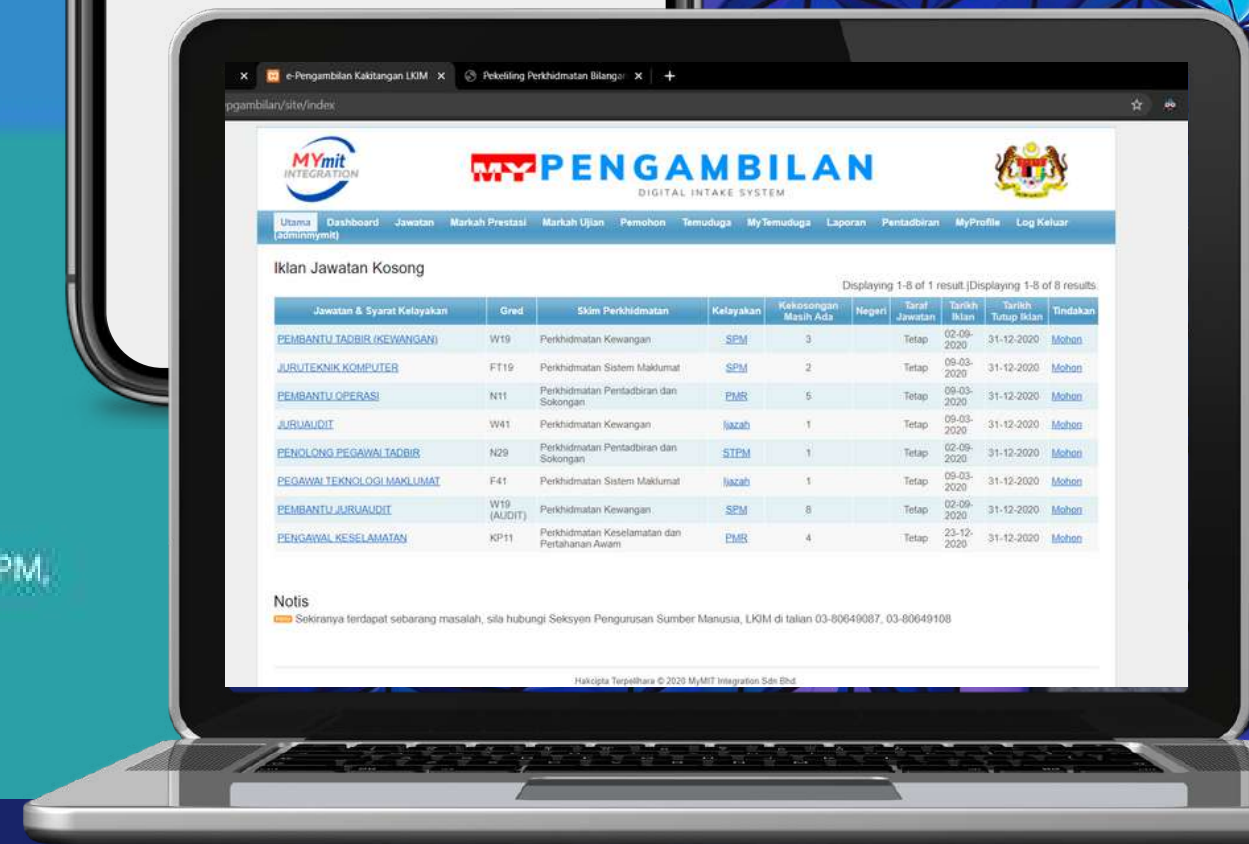 e-Pengambilan Kakitangan LKIM
Pekeliling Perkhidmatan Bilangan
pgambilan/site/index
MYmit
INTEGRATION
MYPENGAMBILAN
DIGITAL INTAKE SYSTEM
Utama Dashboard Jawatan Markah Prestasi Markah Ujian Pemohon Temuduga MyTemuduga Laporan Pentadbiran MyProfile Log Keluar
(adminmymit)
Iklan Jawatan Kosong
Displaying 1-8 of 1 result.|Displaying 1-8 of 8 results.
Jawatan & Syarat Kelayakan Gred Skim Perkhidmatan Kelayakan Kekosongan Masih Ada Negeri Taraf Jawatan Tarikh Iklan Tarikh Tutup Iklan Tindakan
PEMBANTU TADBIR (KEWANGAN) W19 Perkhidmatan Kewangan SPM 3 Tetap 02-09-2020 31-12-2020 Mohon
JURUTEKNIK KOMPUTER FT19 Perkhidmatan Sistem Maklumat SPM 2 Tetap 09-03-2020 31-12-2020 Mohon
PEMBANTU OPERASI N11 Perkhidmatan Pentadbiran dan Sokongan PMR 5 Tetap 09-03-2020 31-12-2020 Mohon
JURUAUDIT W41 Perkhidmatan Kewangan Ijazah 1 Tetap 09-03-2020 31-12-2020 Mohon
PENOLONG PEGAWAI TADBIR N29 Perkhidmatan Pentadbiran dan Sokongan STPM 1 Tetap 02-09-2020 31-12-2020 Mohon
PEGAWAI TEKNOLOGI MAKLUMAT F41 Perkhidmatan Sistem Maklumat Ijazah 1 Tetap 09-03-2020 31-12-2020 Mohon
PEMBANTU JURUAUDIT W19 (AUDIT) Perkhidmatan Kewangan SPM 8 Tetap 02-09-2020 31-12-2020 Mohon
PENGAWAL KESELAMATAN KP11 Perkhidmatan Keselamatan dan Pertahanan Awam PMR 4 Tetap 23-12-2020 31-12-2020 Mohon
PM,
Notis
Sekiranya terdapat sebarang masalah, sila hubungi Seksyen Pengurusan Sumber Manusia, LKIM di talian 03-80649087, 03-80649108
Hakcipta Terpelihara © 2020 MyMIT Integration Sdn Bhd.